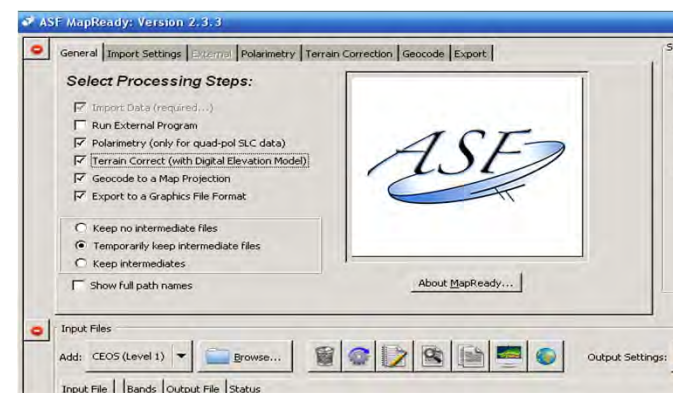 ASF MapReady: Version 2.3.3
General Import Settings External Polarimetry Terrain Correction Geocode Export
Select Processing Steps:
Import Data (required...)
Run External Program
Polarimetry (only for quad-pol SLC data)
Terrain Correct (with Digital Elevation Model)
Geocode to a Map Projection
Export to a Graphics File Format
ASF
Keep no intermediate files
Temporarily keep intermediate files
Keep intermediates
Show full path names
About MapReady...
Input Files
Add: CEOS (Level 1) Browse... Output Settings:
Input File Bands Output File Status